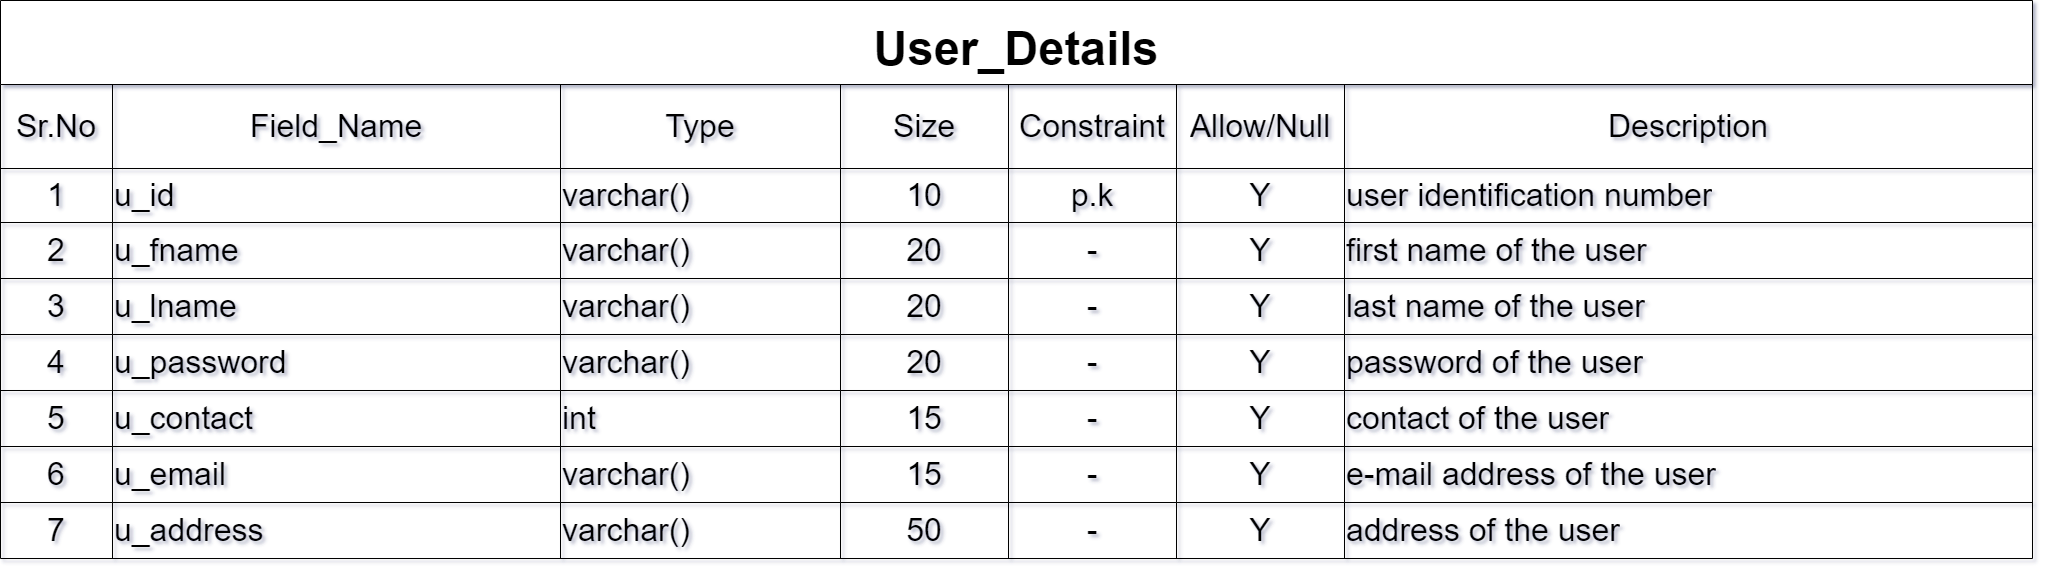 User_Details
Sr.No Field_Name Type Size Constraint Allow/Null Description
1 u_id varchar() 10 p.k Y user identification number
2 u_fname varchar() 20 - Y first name of the user
3 u_lname varchar() 20 - Y last name of the user
4 u_password varchar() 20 - Y password of the user
5 u_contact int 15 - Y contact of the user
6 u_email varchar() 15 - Y e-mail address of the user
7 u_address varchar() 50 - Y address of the user